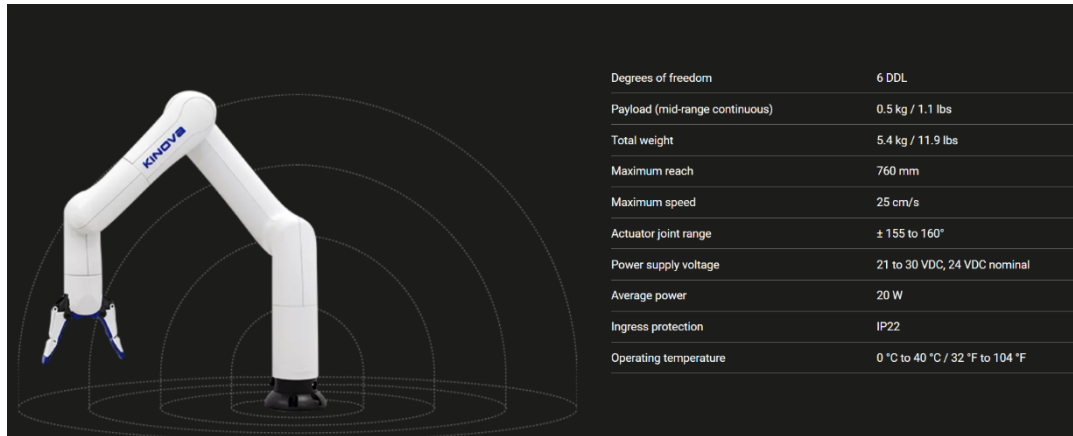 KINOVA
Degrees of freedom 6 DDL
Payload (mid-range continuous) 0.5 kg / 1.1 lbs
Total weight 5.4 kg / 11.9 lbs
Maximum reach 760 mm
Maximum speed 25 cm/s
Actuator joint range ± 155 to 160°
Power supply voltage 21 to 30 VDC, 24 VDC nominal
Average power 20 W
Ingress protection IP22
Operating temperature 0 °C to 40 °C / 32 °F to 104 °F